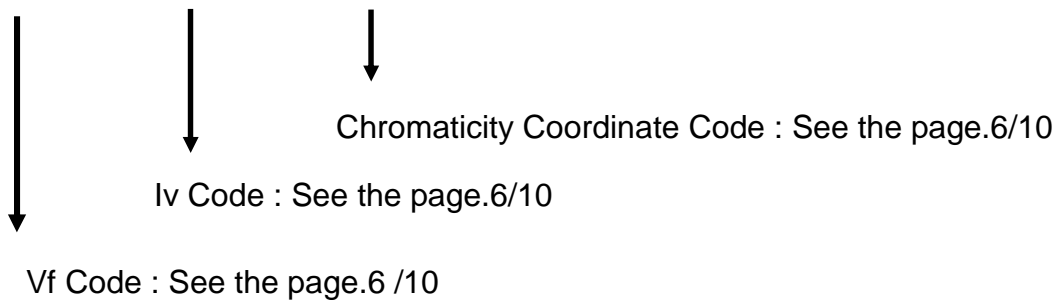 Chromaticity Coordinate Code : See the page.6/10
Iv Code : See the page.6/10
Vf Code : See the page.6 /10